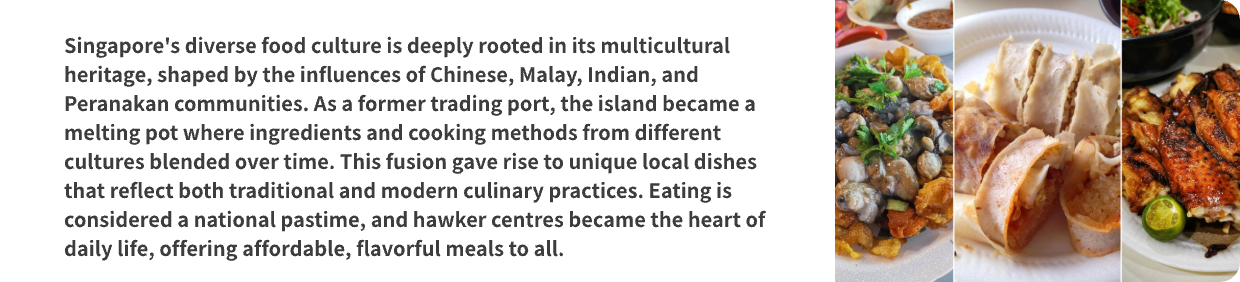 Singapore's diverse food culture is deeply rooted in its multicultural
heritage, shaped by the influences of Chinese, Malay, Indian, and
Peranakan communities. As a former trading port, the island became a
melting pot where ingredients and cooking methods from different
cultures blended over time. This fusion gave rise to unique local dishes
that reflect both traditional and modern culinary practices. Eating is
considered a national pastime, and hawker centres became the heart of
daily life, offering affordable, flavorful meals to all.